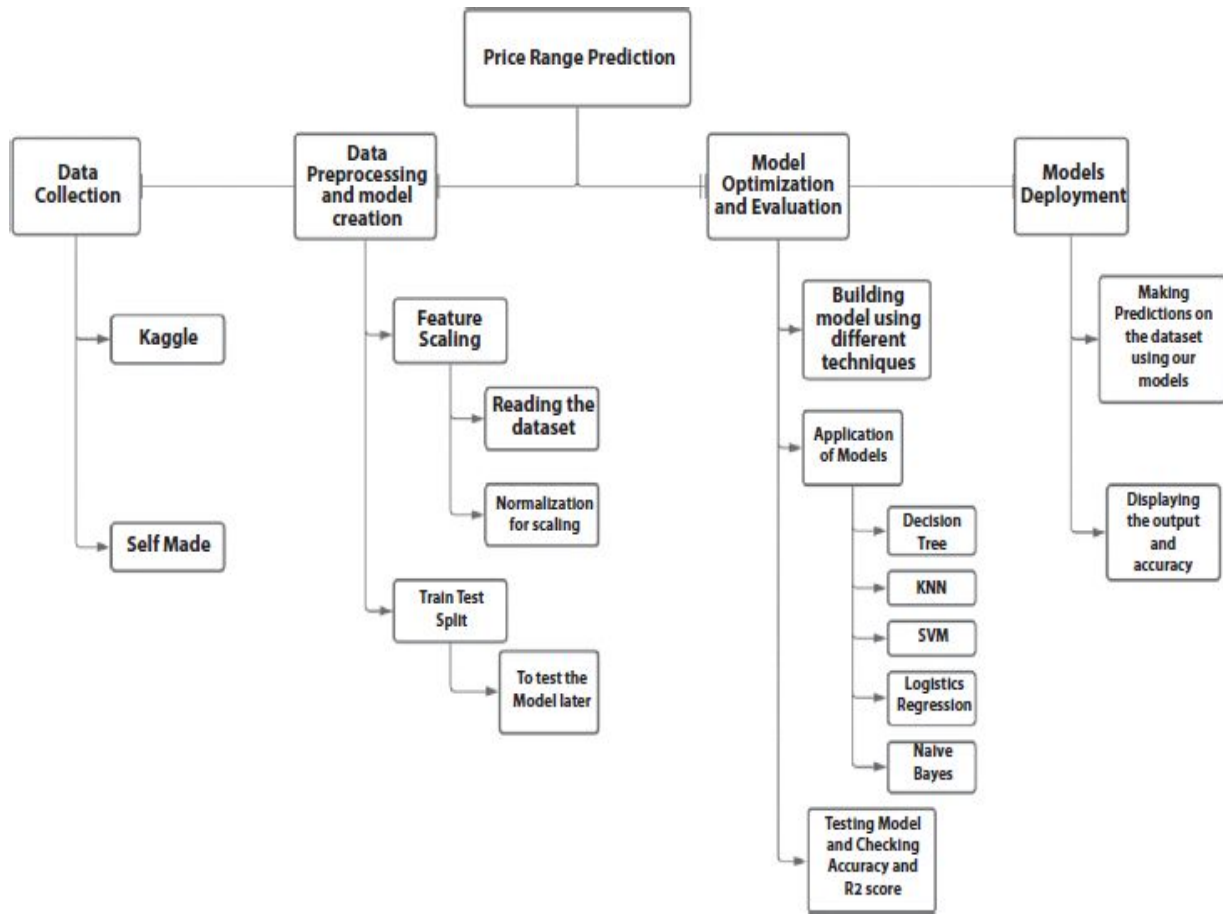 Price Range Prediction
Data
Collection
Data
Preprocessing
and model
creation
Model
Optimization
and Evaluation
Models
Deployment
Kaggle
Self Made
Feature
Scaling
Reading the
dataset
Normalization
for scaling
Train Test
Split
To test the
Model later
Building
model using
different
techniques
Application
of Models
Decision
Tree
KNN
SVM
Logistics
Regression
Naive
Bayes
Testing Model
and Checking
Accuracy and
R2 score
Making
Predictions on
the dataset
using our
models
Displaying
the output
and
accuracy